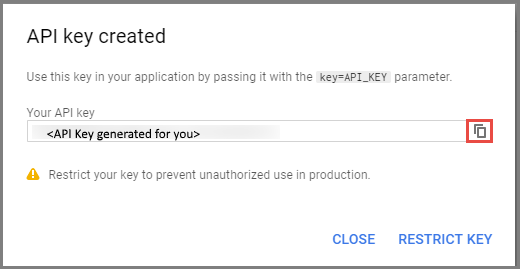 API key created
Use this key in your application by passing it with the key=API_KEY parameter.
Your API key
<API Key generated for you>
Restrict your key to prevent unauthorized use in production.
CLOSE RESTRICT KEY